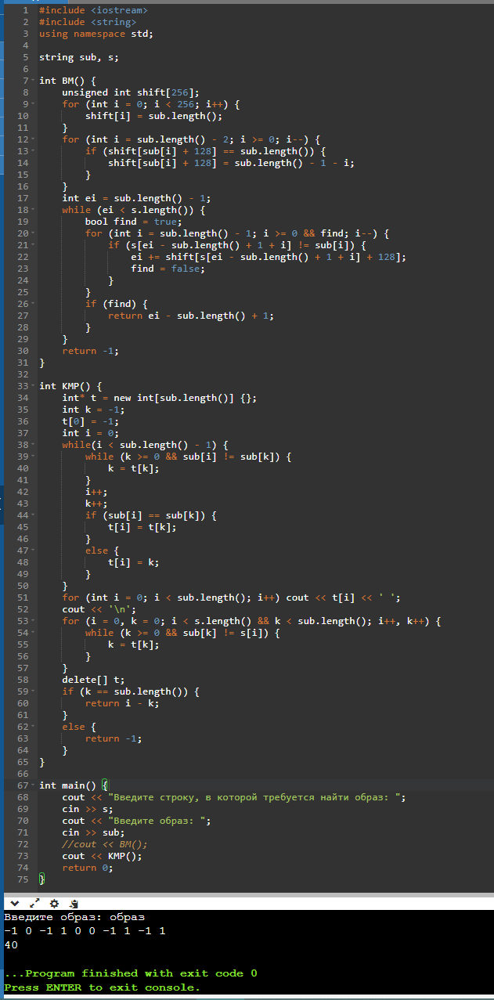 1 #include <iostream>
2 #include <string>
3 using namespace std;
4
5 string sub, s;
6
7 int BM() {
8     unsigned int shift[256];
9     for (int i = 0; i < 256; i++) {
10         shift[i] = sub.length();
11     }
12     for (int i = sub.length() - 2; i >= 0; i--) {
13         if (shift[sub[i] + 128] == sub.length()) {
14             shift[sub[i] + 128] = sub.length() - 1 - i;
15         }
16     }
17     int ei = sub.length() - 1;
18     while (ei < s.length()) {
19         bool find = true;
20         for (int i = sub.length() - 1; i >= 0 && find; i--) {
21             if (s[ei - sub.length() + 1 + i] != sub[i]) {
22                 ei += shift[s[ei - sub.length() + 1 + i] + 128];
23                 find = false;
24             }
25         }
26         if (find) {
27             return ei - sub.length() + 1;
28         }
29     }
30     return -1;
31 }
32
33 int KMP() {
34     int* t = new int[sub.length()] {};
35     int k = -1;
36     t[0] = -1;
37     int i = 0;
38     while(i < sub.length() - 1) {
39         while (k >= 0 && sub[i] != sub[k]) {
40             k = t[k];
41         }
42         i++;
43         k++;
44         if (sub[i] == sub[k]) {
45             t[i] = t[k];
46         }
47         else {
48             t[i] = k;
49         }
50     }
51     for (int i = 0; i < sub.length(); i++) cout << t[i] << ' ';
52     cout << '\n';
53     for (i = 0, k = 0; i < s.length() && k < sub.length(); i++, k++) {
54         while (k >= 0 && sub[k] != s[i]) {
55             k = t[k];
56         }
57     }
58     delete[] t;
59     if (k == sub.length()) {
60         return i - k;
61     }
62     else {
63         return -1;
64     }
65 }
66
67 int main() {
68     cout << "Введите строку, в которой требуется найти образ: ";
69     cin >> s;
70     cout << "Введите образ: ";
71     cin >> sub;
72     //cout << BM();
73     cout << KMP();
74     return 0;
75 }
Введите образ: образ
-1 0 -1 1 0 0 -1 1 -1 1
40
...Program finished with exit code 0
Press ENTER to exit console.